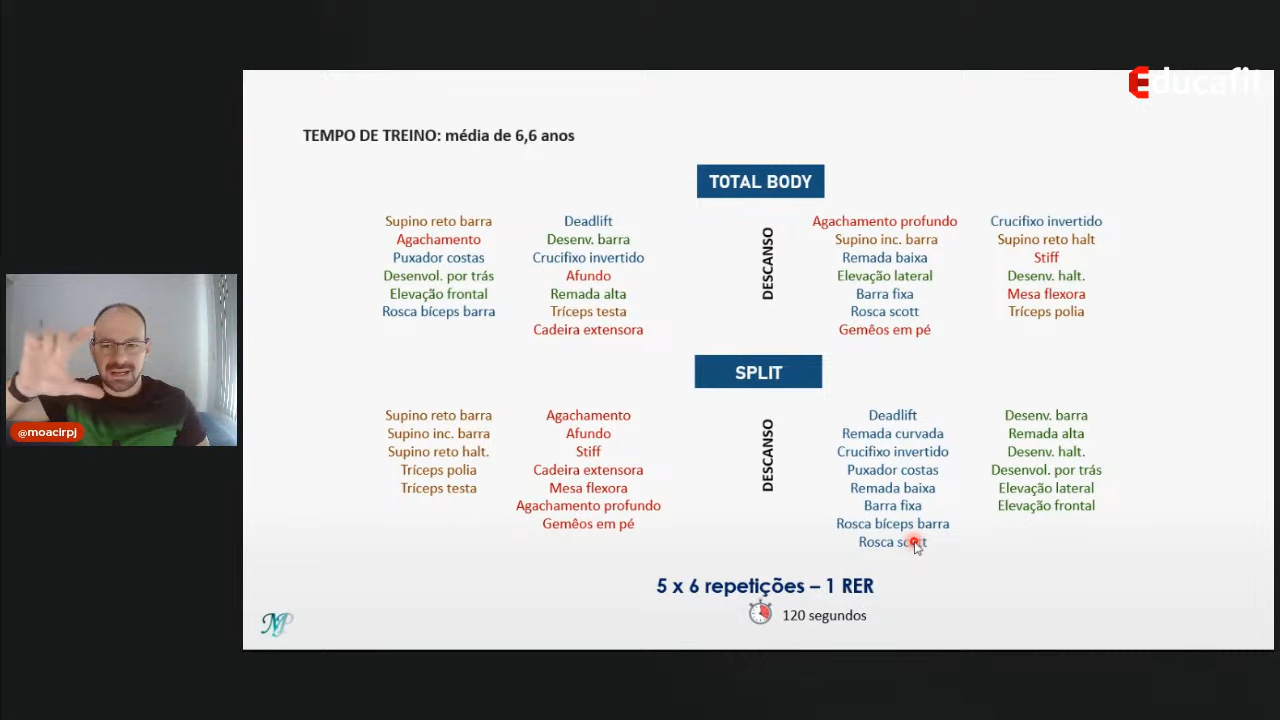 Educafit
TEMPO DE TREINO: média de 6,6 anos
TOTAL BODY
Supino reto barra
Agachamento
Puxador costas
Desenvol. por trás
Elevação frontal
Rosca bíceps barra
Deadlift
Desenv. barra
Crucifixo invertido
Afundo
Remada alta
Tríceps testa
Cadeira extensora
DESCANSO
Agachamento profundo
Supino inc. barra
Remada baixa
Elevação lateral
Barra fixa
Rosca scott
Gemêos em pé
Crucifixo invertido
Supino reto halt
Stiff
Desenv. halt.
Mesa flexora
Tríceps polia
SPLIT
Supino reto barra
Supino inc. barra
Supino reto halt.
Tríceps polia
Tríceps testa
Agachamento
Afundo
Stiff
Cadeira extensora
Mesa flexora
Agachamento profundo
Gemêos em pé
DESCANSO
Deadlift
Remada curvada
Crucifixo invertido
Puxador costas
Remada baixa
Barra fixa
Rosca bíceps barra
Rosca scott
Desenv. barra
Remada alta
Desenv. halt.
Desenvol. por trás
Elevação lateral
Elevação frontal
5 x 6 repetições – 1 RER
120 segundos
@moacirpj
MP